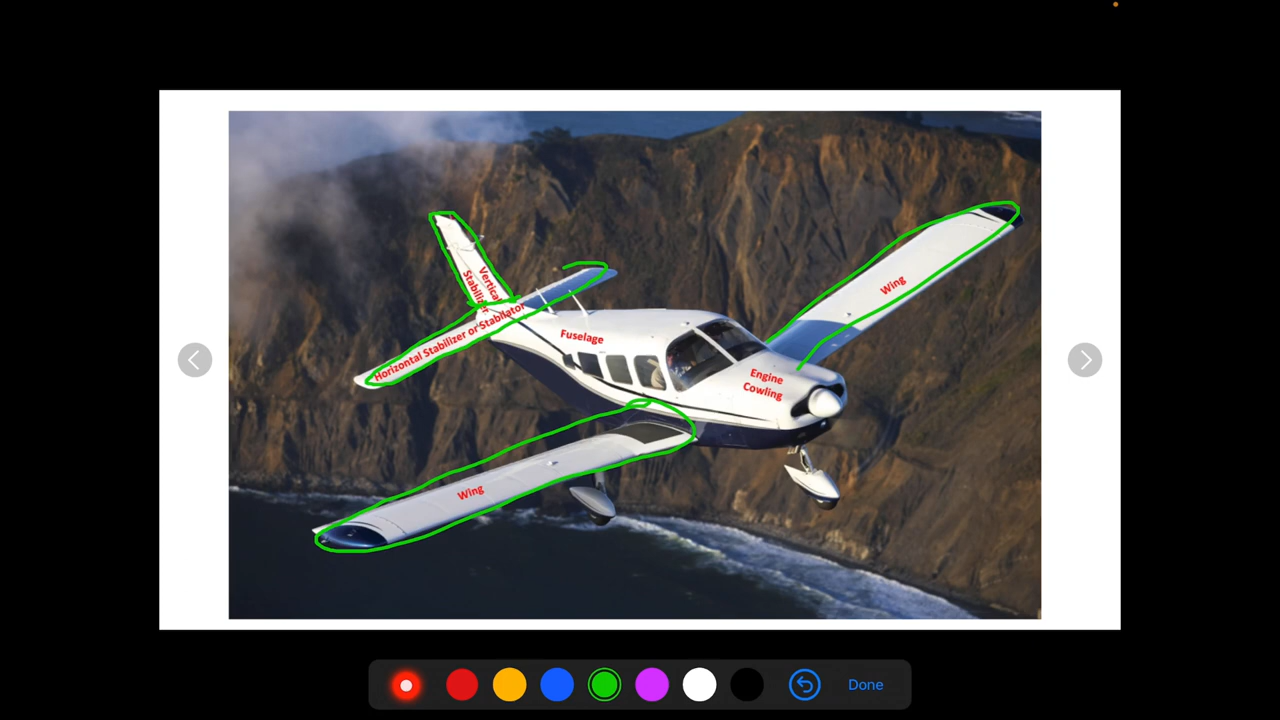 Vertical
Stabilizer
Horizontal Stabilizer or Stabilator
Fuselage
Wing
Engine
Cowling
Wing
Done